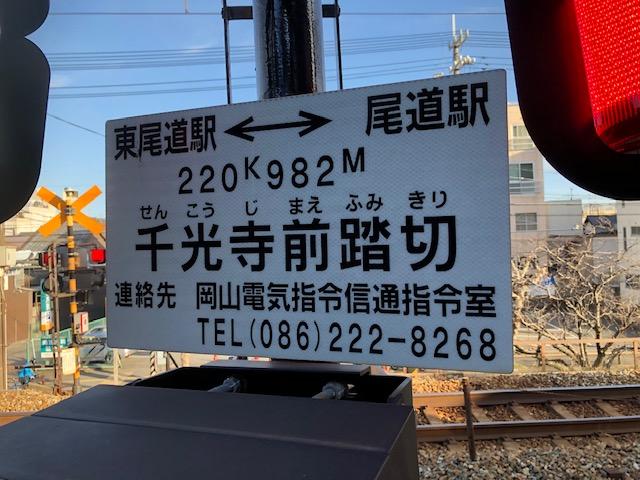 東尾道駅 ⟷ 尾道駅
220K982M
せん こう じ まえ ふみ きり
千光寺前踏切
連絡先 岡山電気指令信通指令室
TEL(086)222-8268